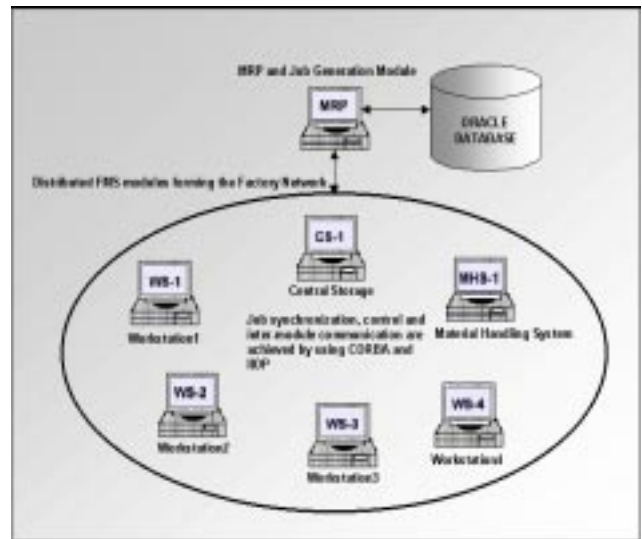 MRP and Job Generation Module
MRP
ORACLE
DATABASE
Distributed FMS modules forming the Factory Network
CS-1
Central Storage
WS-1
Workstation1
MHS-1
Material Handling System
Job synchronization, control and
inter module communication are
achieved by using CORBA and
IIOP
WS-2
Workstation2
WS-3
Workstation3
WS-4
Workstation4